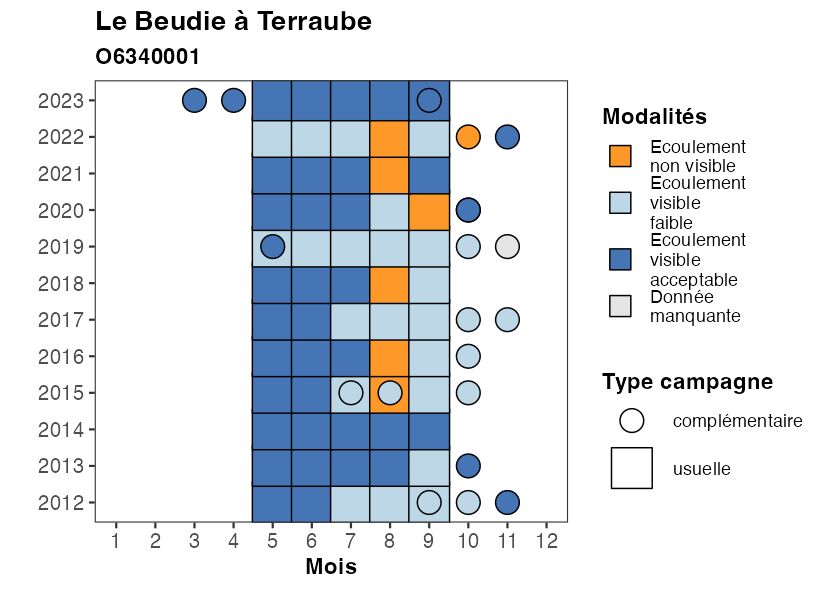 Le Beudie à Terraube
O6340001
2023
2022
2021
2020
2019
2018
2017
2016
2015
2014
2013
2012
1 2 3 4 5 6 7 8 9 10 11 12
Mois
Modalités
Ecoulement
non visible
Ecoulement
visible
faible
Ecoulement
visible
acceptable
Donnée
manquante
Type campagne
complémentaire
usuelle